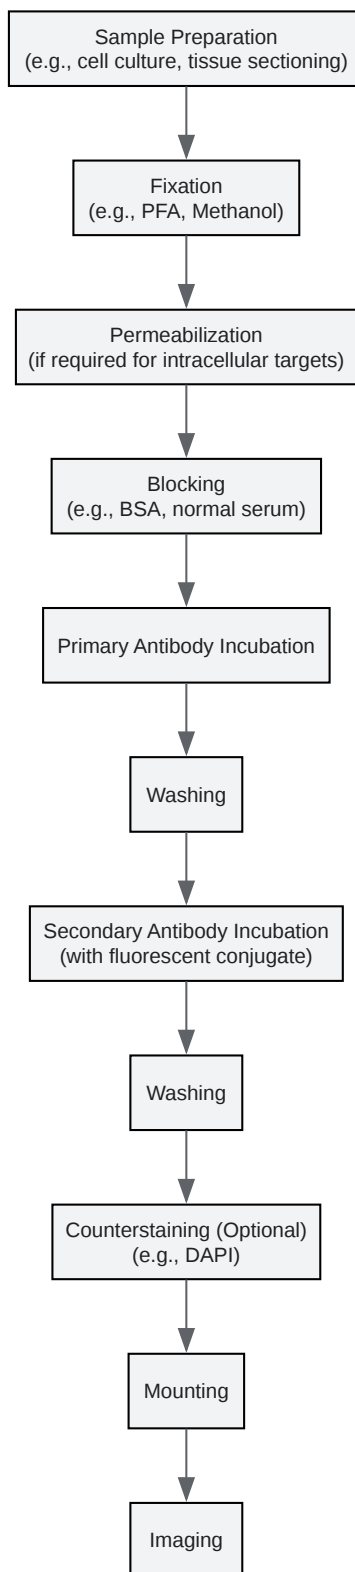 Sample Preparation
(e.g., cell culture, tissue sectioning)
Fixation
(e.g., PFA, Methanol)
Permeabilization
(if required for intracellular targets)
Blocking
(e.g., BSA, normal serum)
Primary Antibody Incubation
Washing
Secondary Antibody Incubation
(with fluorescent conjugate)
Washing
Counterstaining (Optional)
(e.g., DAPI)
Mounting
Imaging